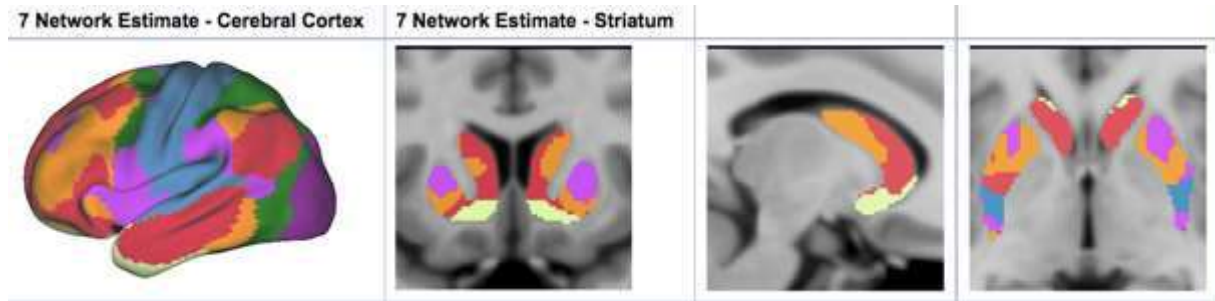 7 Network Estimate - Cerebral Cortex
7 Network Estimate - Striatum